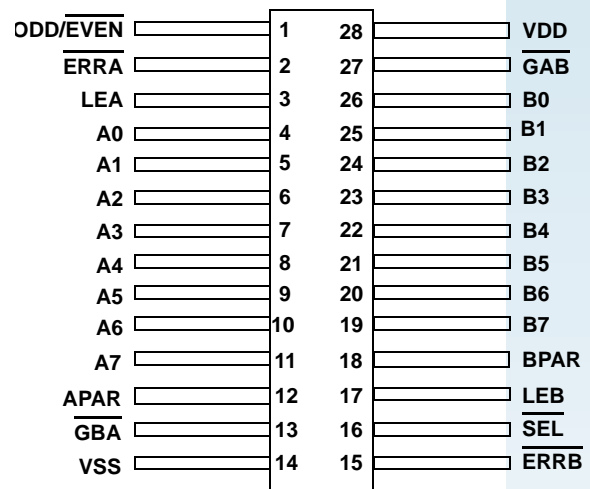 ODD/EVEN 1 28 VDD
ERRA 2 27 GAB
LEA 3 26 B0
A0 4 25 B1
A1 5 24 B2
A2 6 23 B3
A3 7 22 B4
A4 8 21 B5
A5 9 20 B6
A6 10 19 B7
A7 11 18 BPAR
APAR 12 17 LEB
GBA 13 16 SEL
VSS 14 15 ERRB